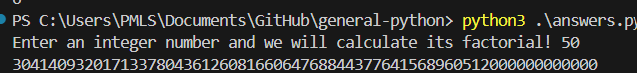 PS C:\Users\PMLS\Documents\GitHub\general-python> python3 .\answers.py
Enter an integer number and we will calculate its factorial! 50
30414093201713378043612608166064768844377641568960512000000000000